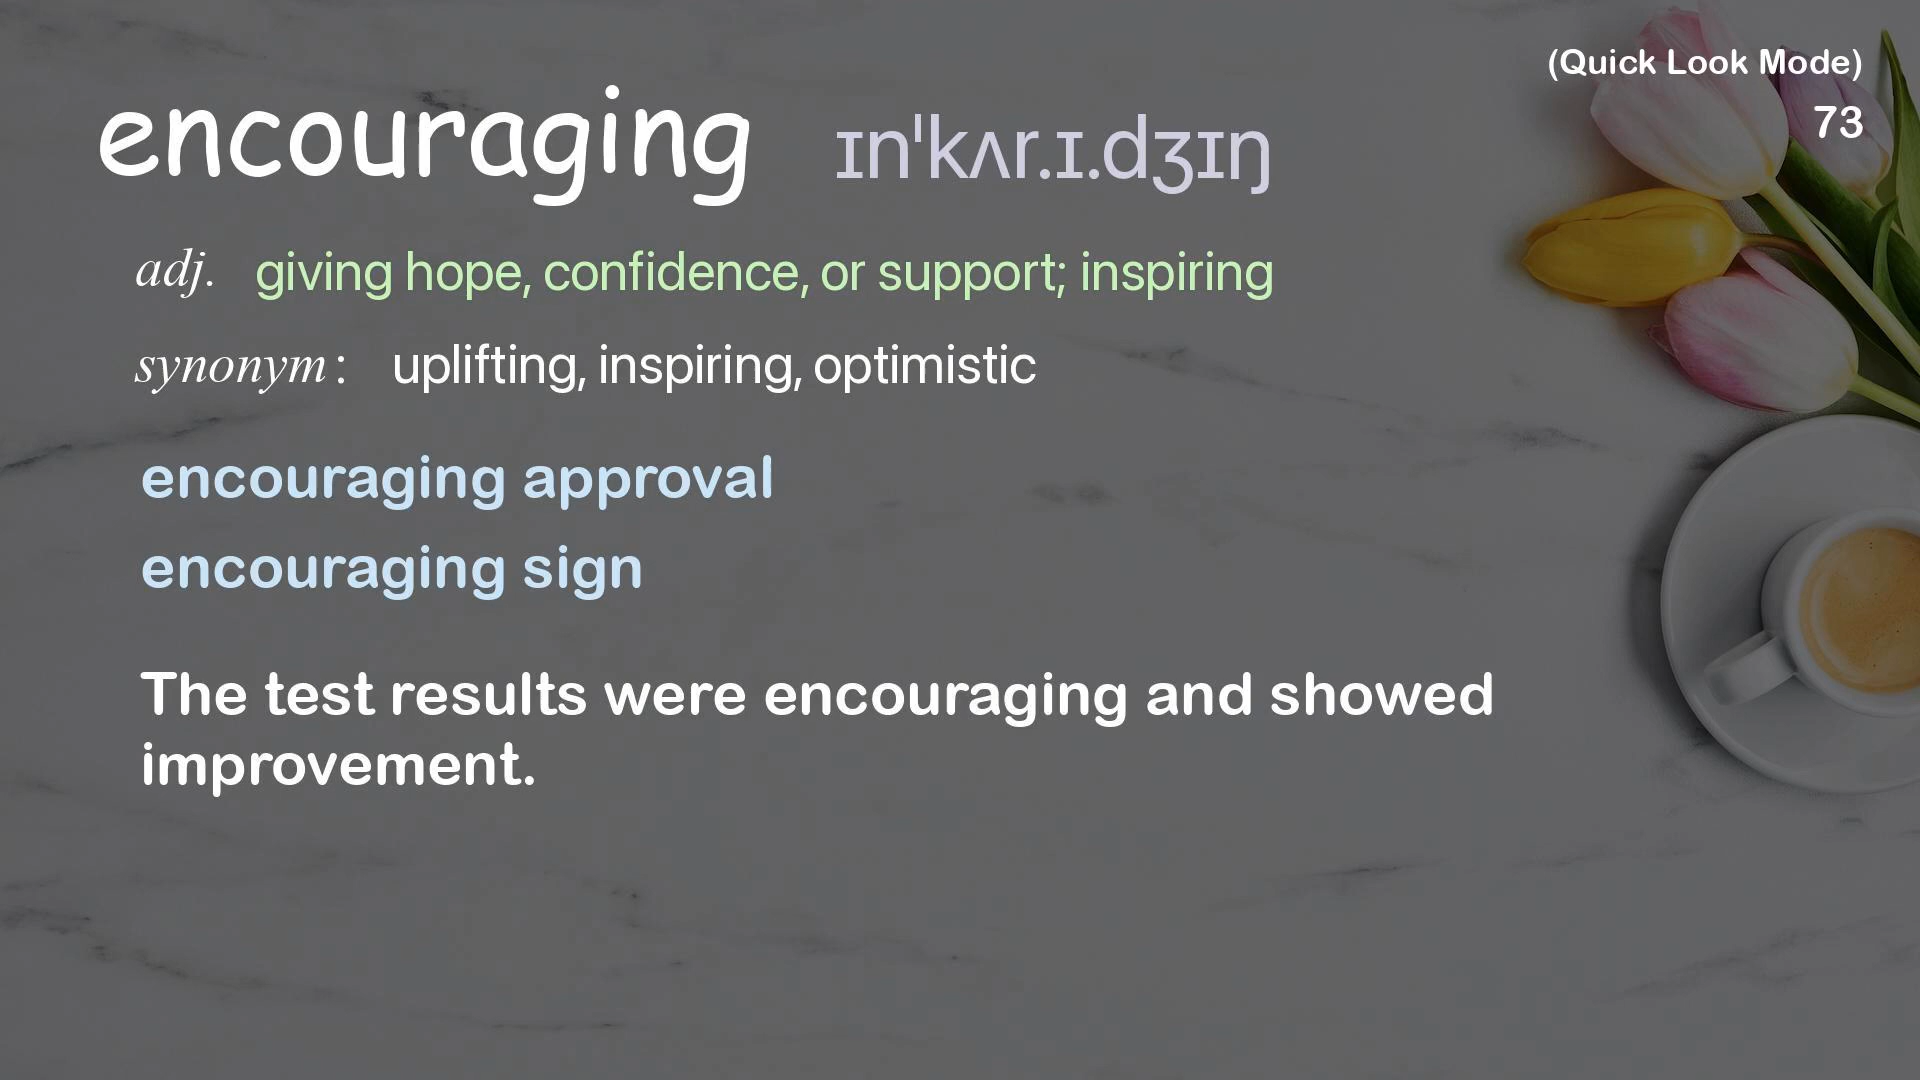 (Quick Look Mode)
73
encouraging ɪnˈkʌr.ɪ.dʒɪŋ
adj. giving hope, confidence, or support; inspiring
synonym: uplifting, inspiring, optimistic
encouraging approval
encouraging sign
The test results were encouraging and showed
improvement.